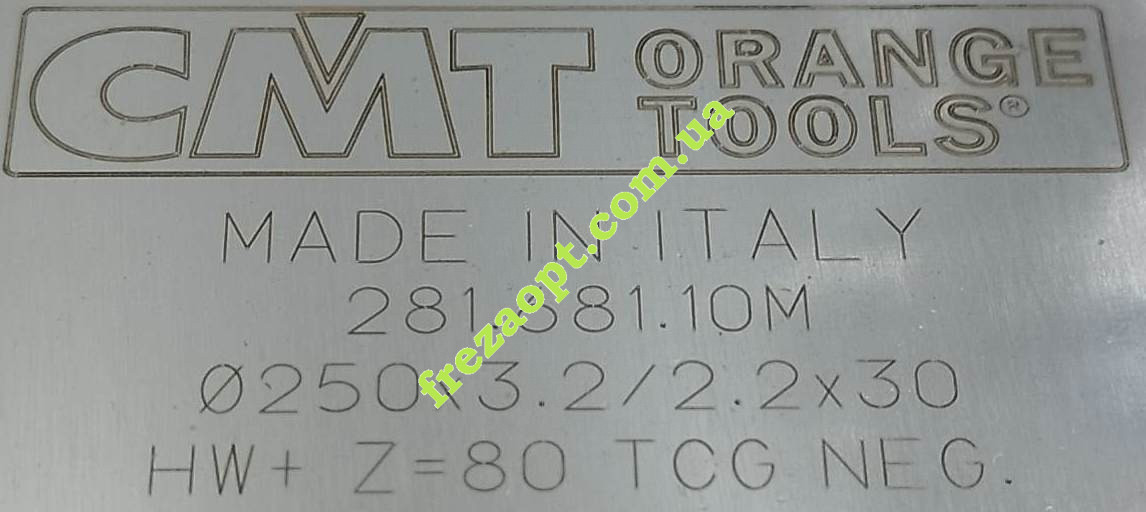 CMT ORANGE TOOLS®
MADE IN ITALY
281.681.10M
Ø250x3.2/2.2x30
HW+ Z=80 TCG NEG.
frezaopt.com.ua